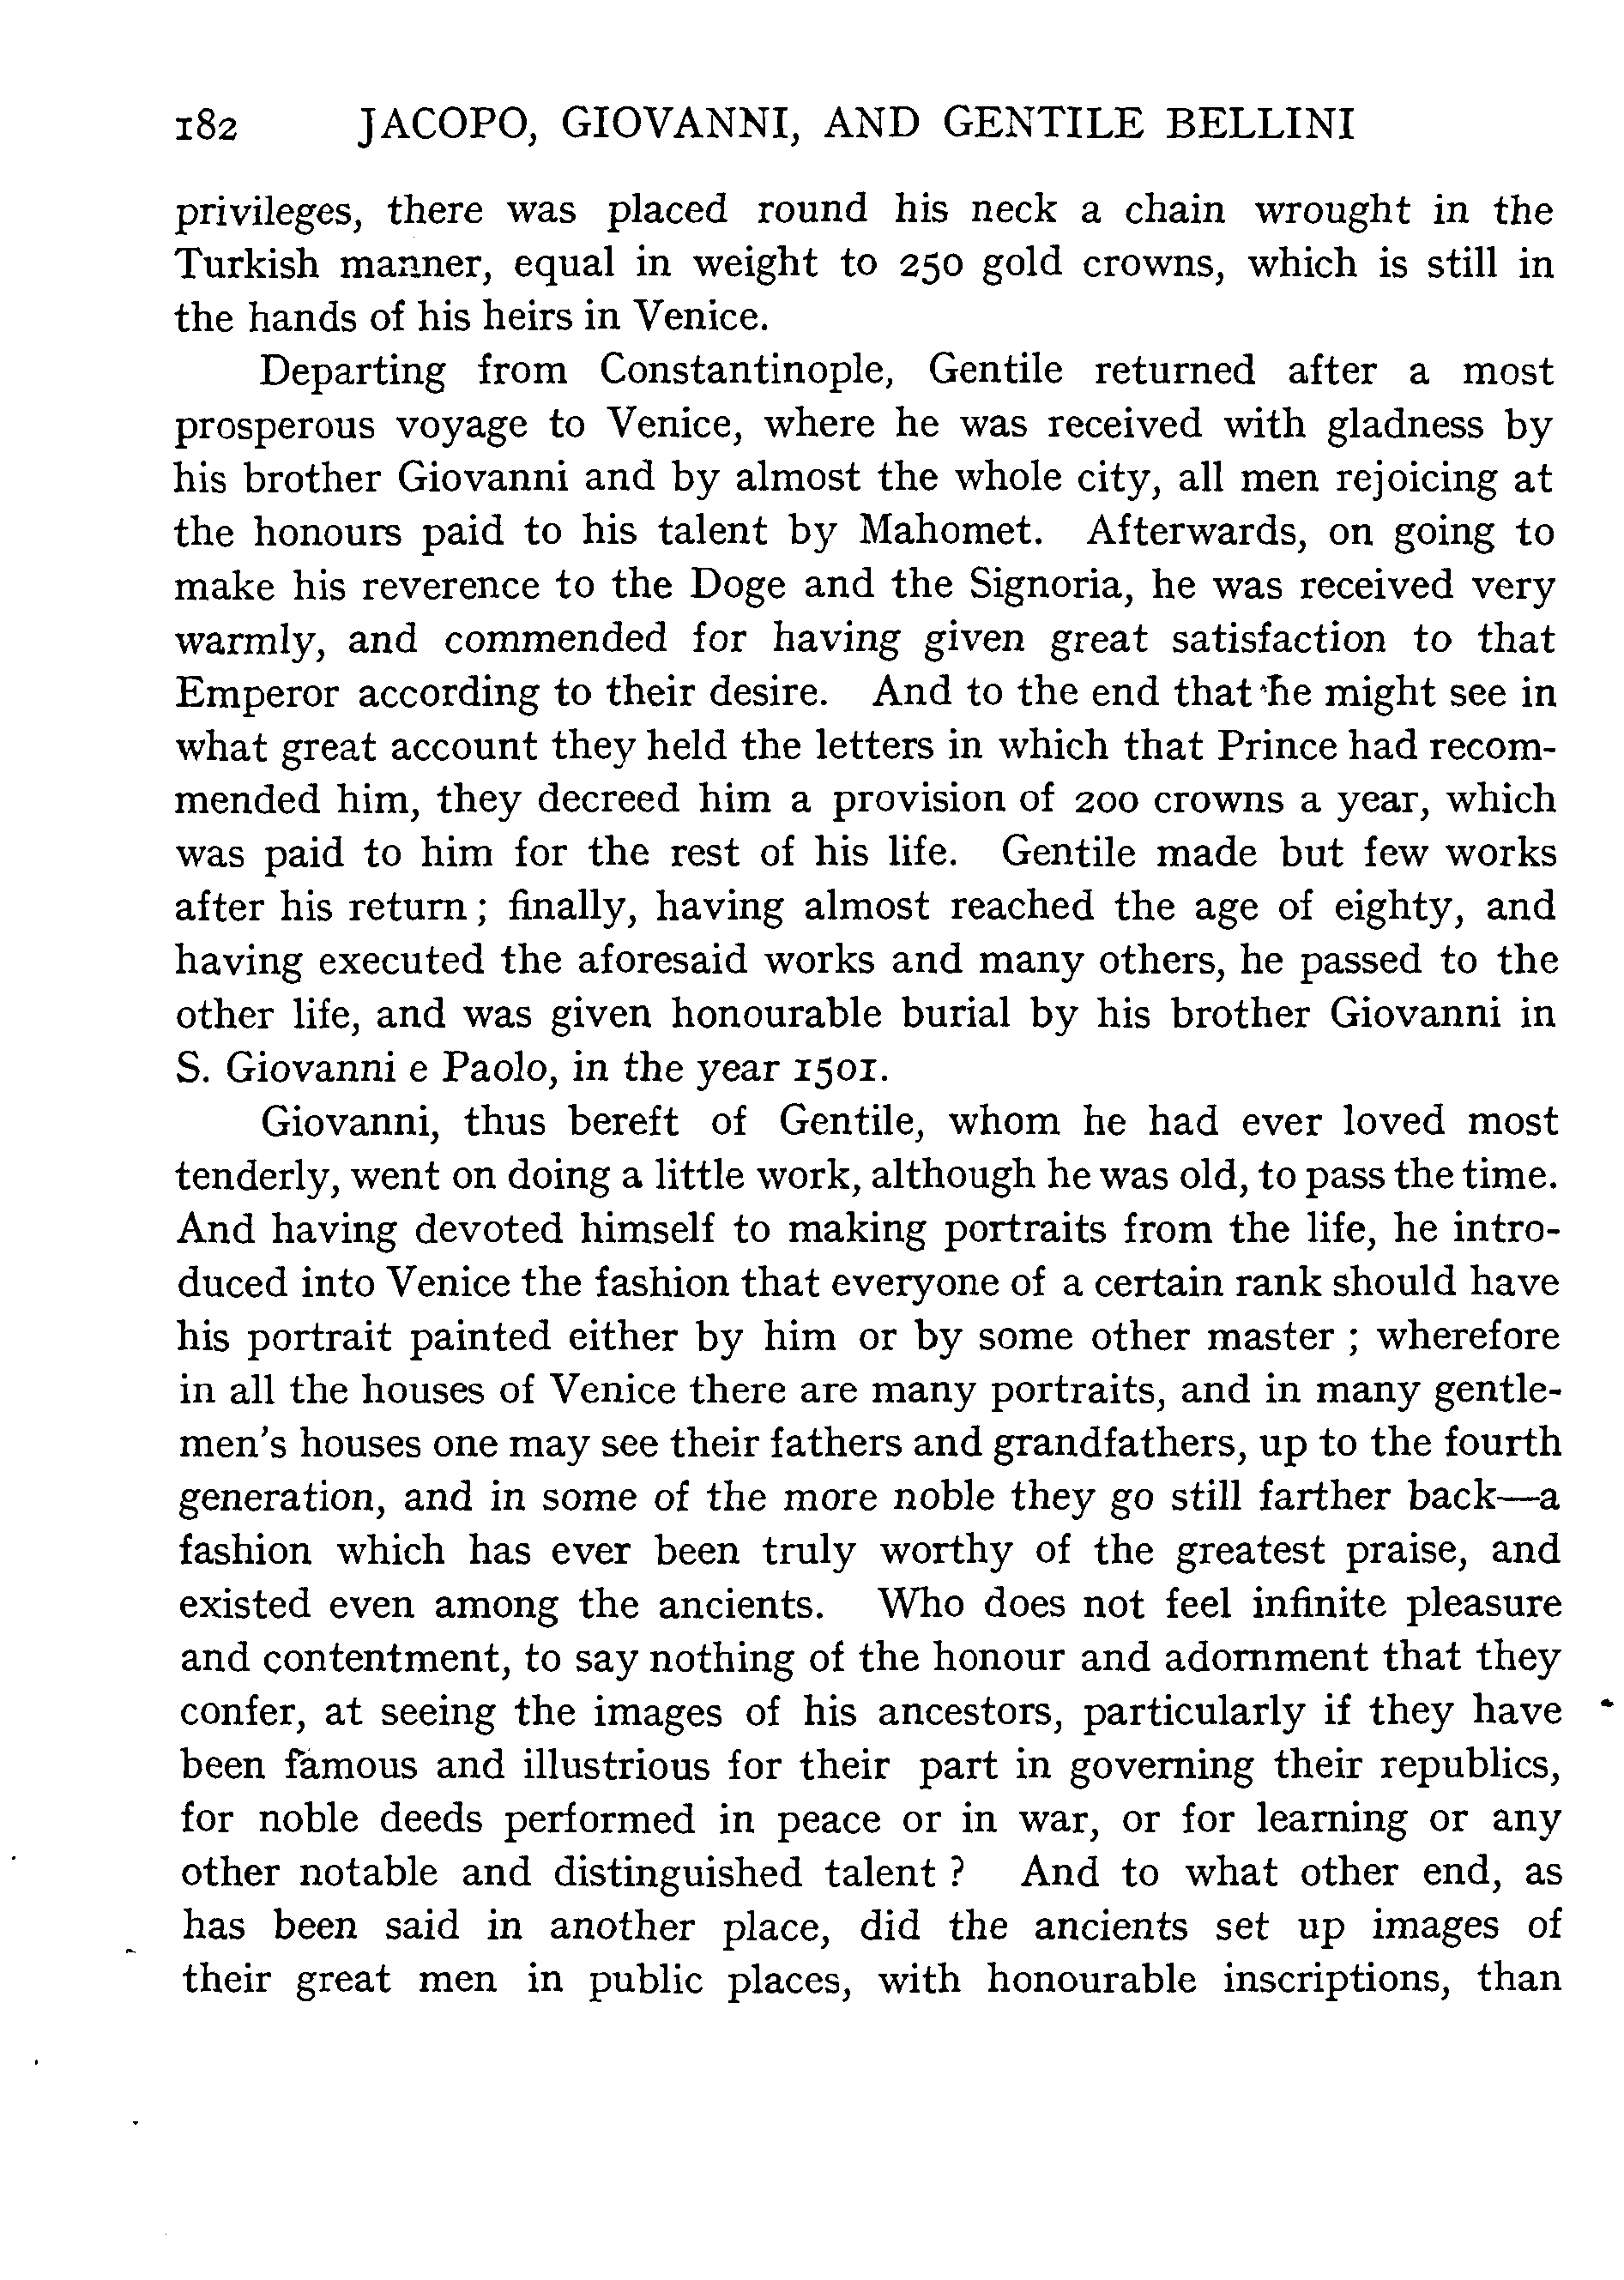 182 JACOPO, GIOVANNI, AND GENTILE BELLINI
privileges, there was placed round his neck a chain wrought in the
Turkish manner, equal in weight to 250 gold crowns, which is still in
the hands of his heirs in Venice.
Departing from Constantinople, Gentile returned after a most
prosperous voyage to Venice, where he was received with gladness by
his brother Giovanni and by almost the whole city, all men rejoicing at
the honours paid to his talent by Mahomet. Afterwards, on going to
make his reverence to the Doge and the Signoria, he was received very
warmly, and commended for having given great satisfaction to that
Emperor according to their desire. And to the end that he might see in
what great account they held the letters in which that Prince had recom-
mended him, they decreed him a provision of 200 crowns a year, which
was paid to him for the rest of his life. Gentile made but few works
after his return ; finally, having almost reached the age of eighty, and
having executed the aforesaid works and many others, he passed to the
other life, and was given honourable burial by his brother Giovanni in
S. Giovanni e Paolo, in the year 1501.
Giovanni, thus bereft of Gentile, whom he had ever loved most
tenderly, went on doing a little work, although he was old, to pass the time.
And having devoted himself to making portraits from the life, he intro-
duced into Venice the fashion that everyone of a certain rank should have
his portrait painted either by him or by some other master ; wherefore
in all the houses of Venice there are many portraits, and in many gentle-
men's houses one may see their fathers and grandfathers, up to the fourth
generation, and in some of the more noble they go still farther back—a
fashion which has ever been truly worthy of the greatest praise, and
existed even among the ancients. Who does not feel infinite pleasure
and contentment, to say nothing of the honour and adornment that they
confer, at seeing the images of his ancestors, particularly if they have
been famous and illustrious for their part in governing their republics,
for noble deeds performed in peace or in war, or for learning or any
other notable and distinguished talent ? And to what other end, as
has been said in another place, did the ancients set up images of
their great men in public places, with honourable inscriptions, than